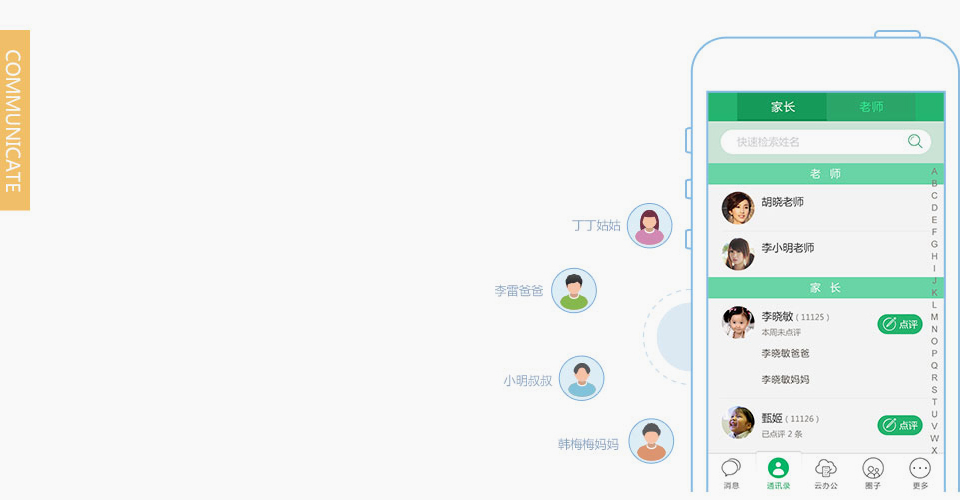 COMMUNICATE
丁丁姑姑
李雷爸爸
小明叔叔
韩梅梅妈妈
家长 老师
快速检索姓名
老 师
胡晓老师
李小明老师
家 长
李晓敏 (11125)
本周未点评
点评
李晓敏爸爸
李晓敏妈妈
甄姬 (11126)
已点评 2 条
点评
A
B
C
D
E
F
G
H
I
J
K
L
M
N
O
P
Q
R
S
T
U
V
W
X
消息 通讯录 云办公 圈子 更多